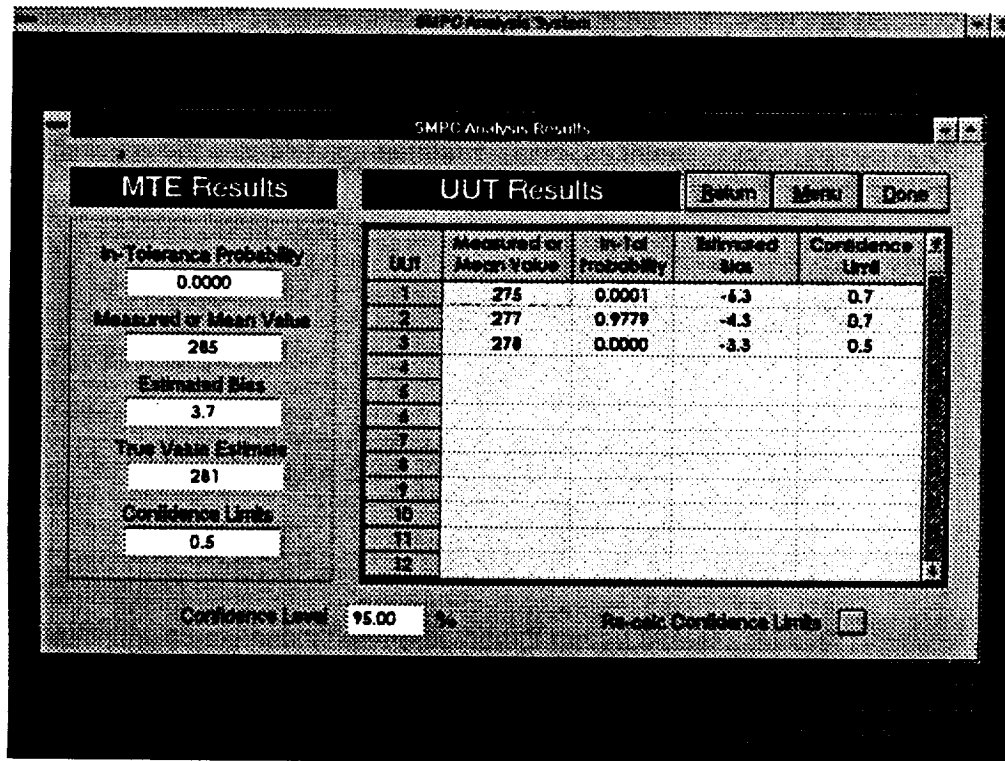 SMPC Analysis System
SMPC Analysis Results
MTE Results
UUT Results
Return
Menu
Done
In-Tolerance Probability
0.0000
Measured or Mean Value
285
Estimated Bias
3.7
True Value Estimate
281
Confidence Limits
0.5
UUT Measured or Mean Value In-Tol Probability Estimated Bias Confidence Limit
1 275 0.0001 -6.3 0.7
2 277 0.9779 -4.3 0.7
3 278 0.0000 -3.3 0.5
4
5
6
7
8
9
10
11
12
Confidence Level 95.00 %
Re-calc Confidence Limits